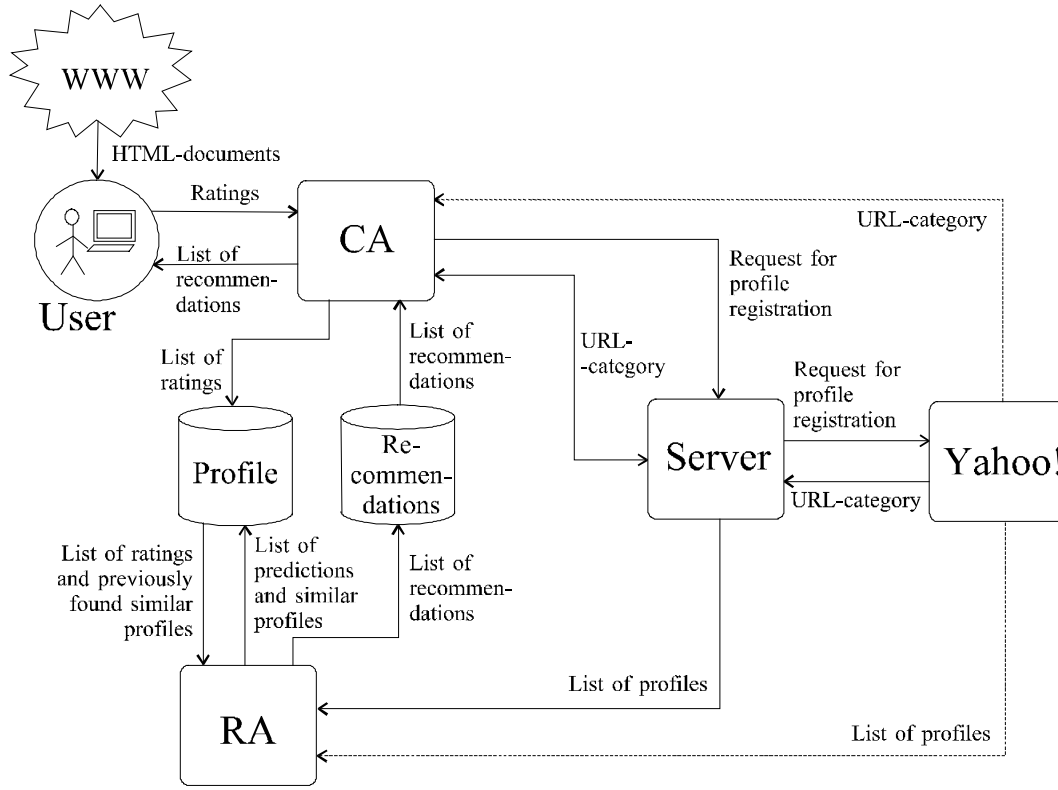 WWW
HTML-documents
Ratings
CA
URL-category
List of
recommen-
dations
User
Request for
profile
registration
List of
ratings
List of
recommen-
dations
URL-
-category
Request for
profile
registration
Profile
Re-
commen-
dations
Server
Yahoo!
URL-category
List of ratings
and previously
found similar
profiles
List of
predictions
and similar
profiles
List of
recommen-
dations
List of profiles
RA
List of profiles